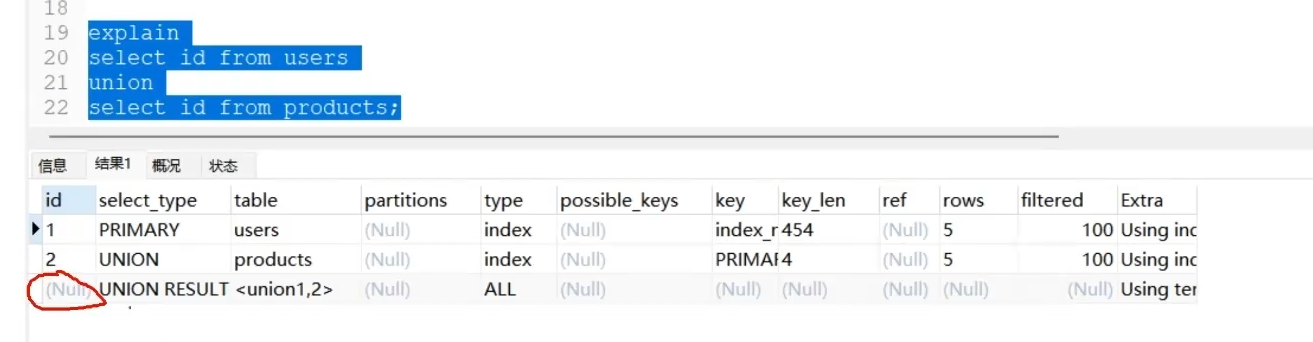 18
19 explain
20 select id from users
21 union
22 select id from products;
信息 结果1 概况 状态
id select_type table partitions type possible_keys key key_len ref rows filtered Extra
1 PRIMARY users (Null) index (Null) index_r 454 (Null) 5 100 Using ind
2 UNION products (Null) index (Null) PRIMAR 4 (Null) 5 100 Using ind
(Null) UNION RESULT <union1,2> (Null) ALL (Null) (Null) (Null) (Null) (Null) (Null) Using ter